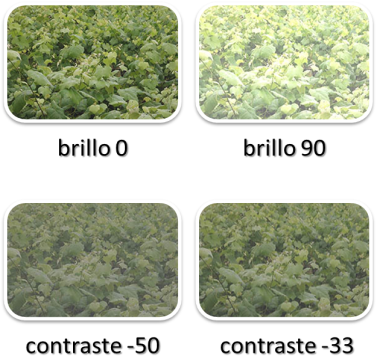 brillo 0
brillo 90
contraste -50
contraste -33